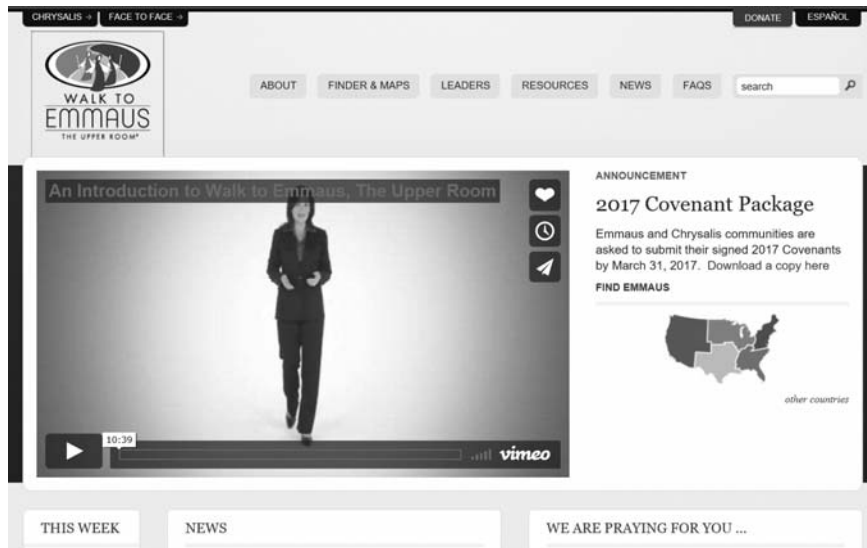 CHRYSALIS → FACE TO FACE →
DONATE ESPAÑOL
WALK TO
EMMAUS
THE UPPER ROOM®
ABOUT FINDER & MAPS LEADERS RESOURCES NEWS FAQS search
An Introduction to Walk to Emmaus, The Upper Room
10:39
vimeo
ANNOUNCEMENT
2017 Covenant Package
Emmaus and Chrysalis communities are
asked to submit their signed 2017 Covenants
by March 31, 2017. Download a copy here
FIND EMMAUS
other countries
THIS WEEK
NEWS
WE ARE PRAYING FOR YOU ...